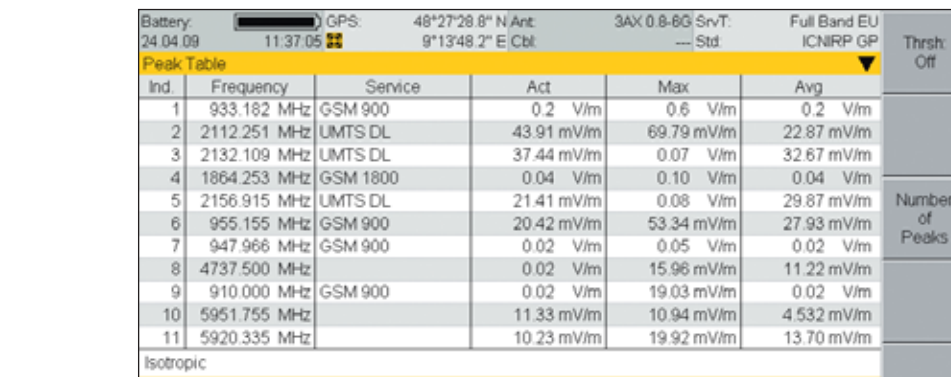 Battery: GPS: 48°27'28.8" N Ant: 3AX 0.8-6G SrvT: Full Band EU
24.04.09 11:37:05 9°13'48.2" E Cbl: --- Std: ICNIRP GP
Thrsh:
Off
Peak Table
Ind. Frequency Service Act Max Avg
1 933.182 MHz GSM 900 0.2 V/m 0.6 V/m 0.2 V/m
2 2112.251 MHz UMTS DL 43.91 mV/m 69.79 mV/m 22.87 mV/m
3 2132.109 MHz UMTS DL 37.44 mV/m 0.07 V/m 32.67 mV/m
4 1864.253 MHz GSM 1800 0.04 V/m 0.10 V/m 0.04 V/m
5 2156.915 MHz UMTS DL 21.41 mV/m 0.08 V/m 29.87 mV/m
6 955.155 MHz GSM 900 20.42 mV/m 53.34 mV/m 27.93 mV/m
7 947.966 MHz GSM 900 0.02 V/m 0.05 V/m 0.02 V/m
8 4737.500 MHz 0.02 V/m 15.96 mV/m 11.22 mV/m
9 910.000 MHz GSM 900 0.02 V/m 19.03 mV/m 0.02 V/m
10 5951.755 MHz 11.33 mV/m 10.94 mV/m 4.532 mV/m
11 5920.335 MHz 10.23 mV/m 19.92 mV/m 13.70 mV/m
Number
of
Peaks
Isotropic